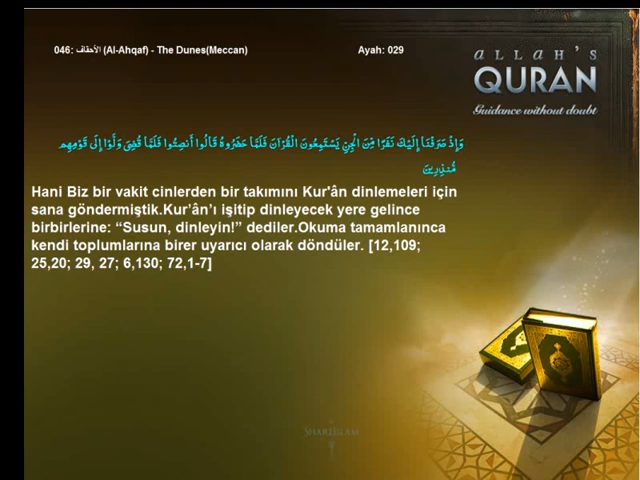 046: الأحقاف (Al-Ahqaf) - The Dunes(Meccan)
Ayah: 029
ALLAH'S
QURAN
Guidance without doubt
وَإِذْ صَرَفْنَا إِلَيْكَ نَفَرًا مِّنَ الْجِنِّ يَسْتَمِعُونَ الْقُرْآنَ فَلَمَّا حَضَرُوهُ قَالُوا أَنصِتُوا فَلَمَّا قُضِيَ وَلَّوْا إِلَى قَوْمِهِم
مُّنذِرِينَ
Hani Biz bir vakit cinlerden bir takımını Kur'ân dinlemeleri için
sana göndermiştik.Kur’ân’ı işitip dinleyecek yere gelince
birbirlerine: “Susun, dinleyin!” dediler.Okuma tamamlanınca
kendi toplumlarına birer uyarıcı olarak döndüler. [12,109;
25,20; 29, 27; 6,130; 72,1-7]
SHAREISLAM